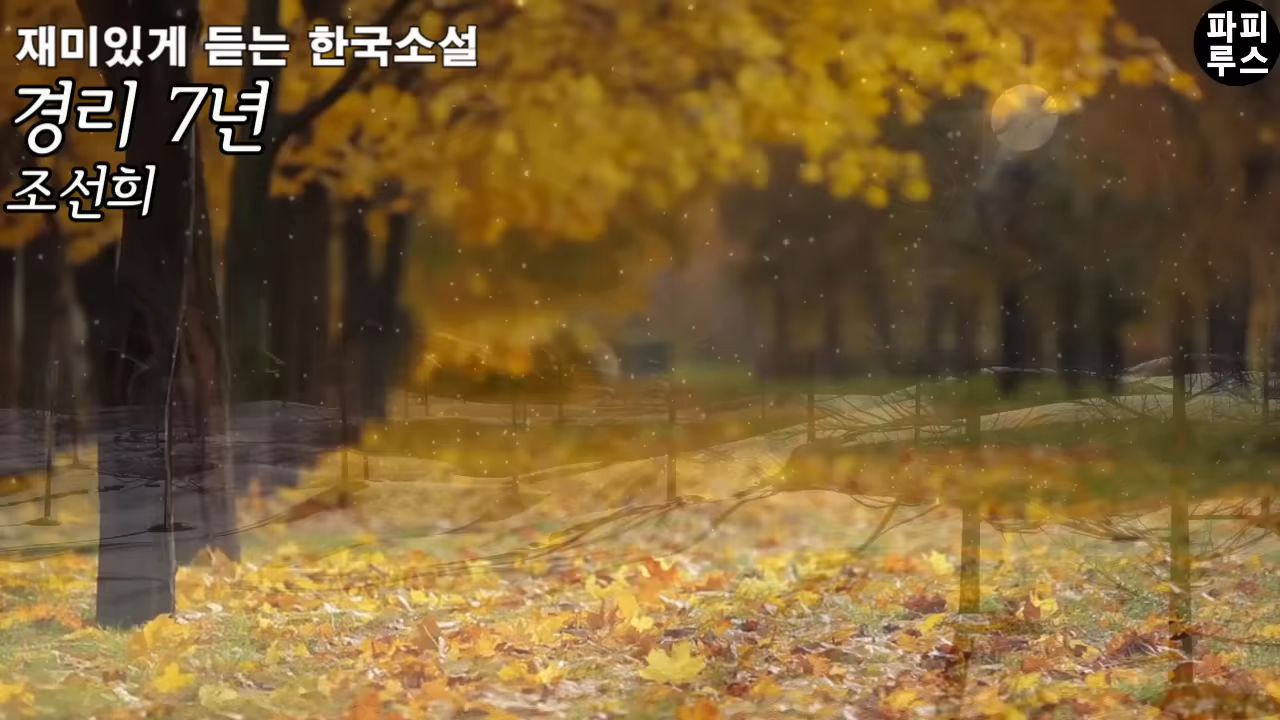 재미있게 듣는 한국소설
경리 7년
조선희
파피
루스